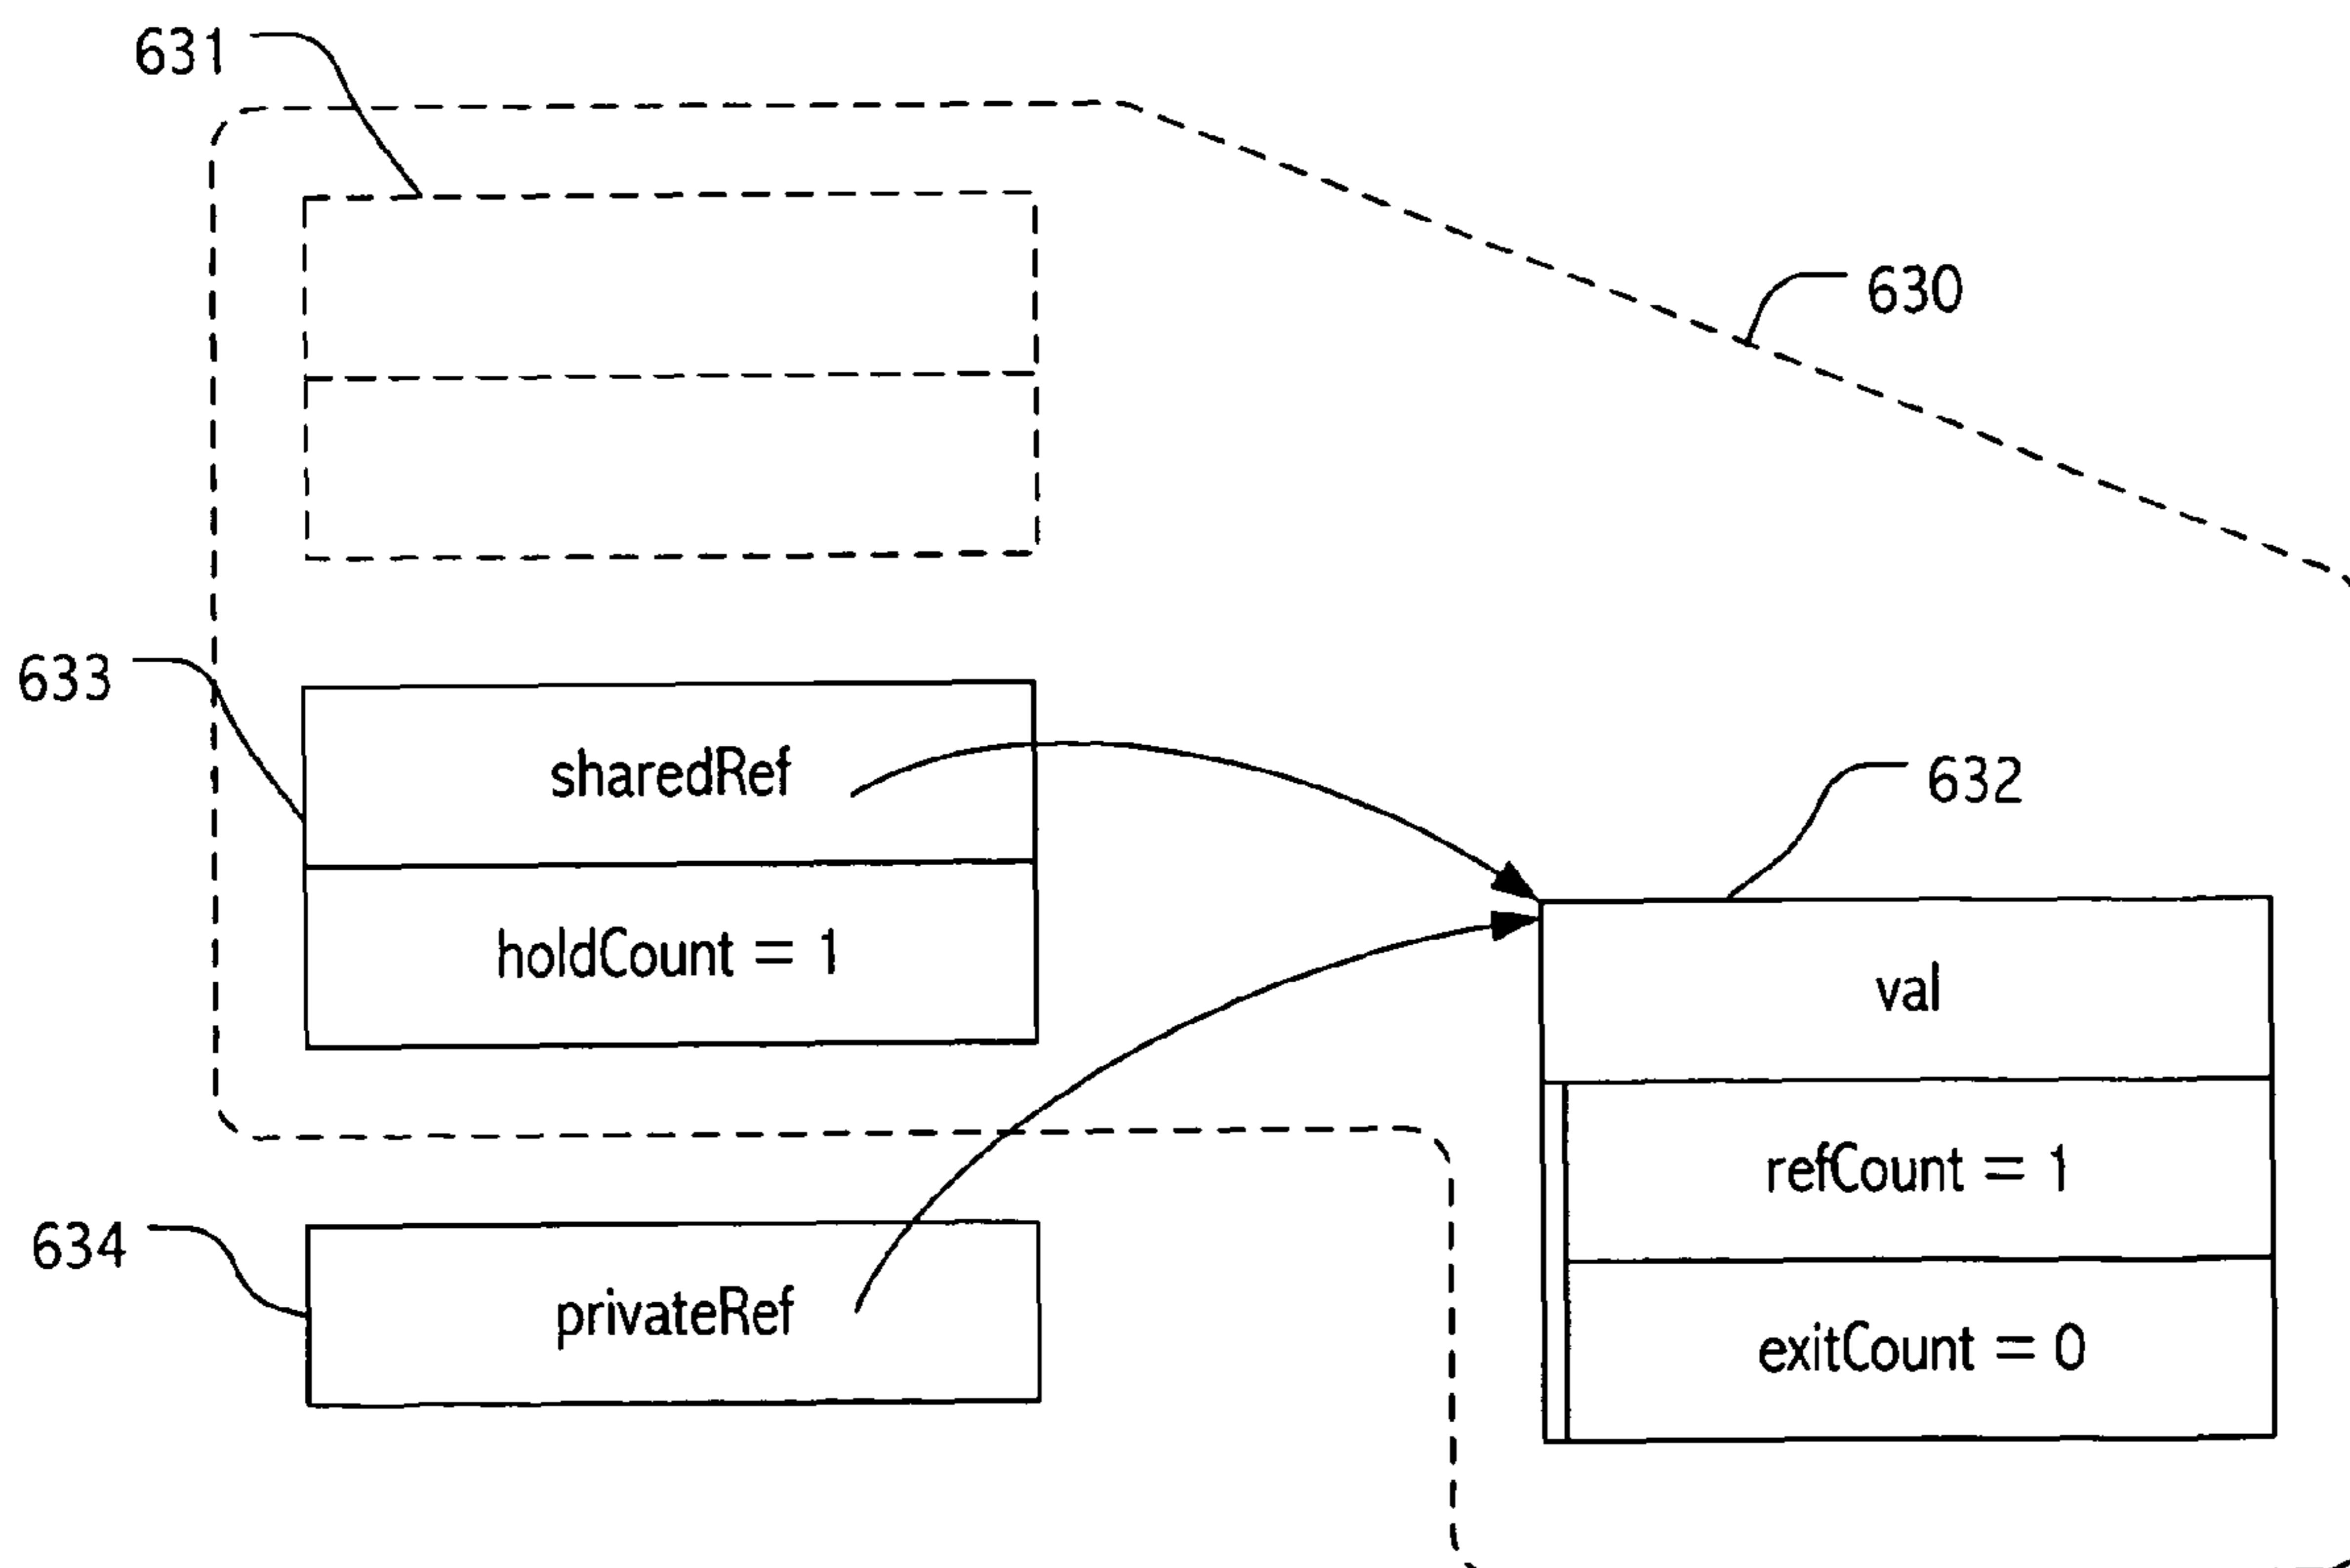 631
630
633
sharedRef
632
holdCount = 1
val
refCount = 1
634
privateRef
exitCount = 0